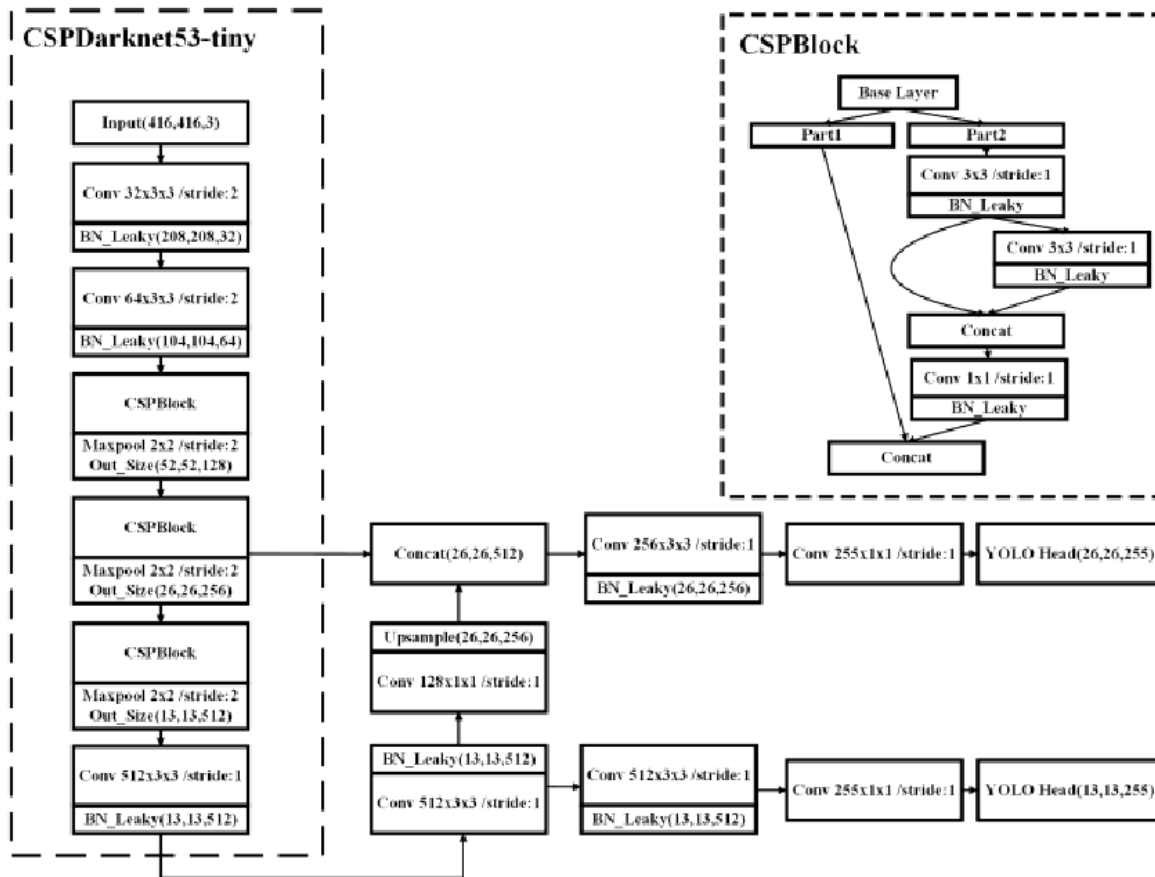 CSPDarknet53-tiny
Input(416,416,3)
Conv 32x3x3 /stride:2
BN_Leaky(208,208,32)
Conv 64x3x3 /stride:2
BN_Leaky(104,104,64)
CSPBlock
Maxpool 2x2 /stride:2
Out_Size(52,52,128)
CSPBlock
Maxpool 2x2 /stride:2
Out_Size(26,26,256)
CSPBlock
Maxpool 2x2 /stride:2
Out_Size(13,13,512)
Conv 512x3x3 /stride:1
BN_Leaky(13,13,512)
Concat(26,26,512)
Upsample(26,26,256)
Conv 128x1x1 /stride:1
BN_Leaky(13,13,512)
Conv 512x3x3 /stride:1
Conv 256x3x3 /stride:1
BN_Leaky(26,26,256)
Conv 255x1x1 /stride:1
YOLO Head(26,26,255)
Conv 512x3x3 /stride:1
BN_Leaky(13,13,512)
Conv 255x1x1 /stride:1
YOLO Head(13,13,255)
CSPBlock
Base Layer
Part1
Part2
Conv 3x3 /stride:1
BN_Leaky
Conv 3x3 /stride:1
BN_Leaky
Concat
Conv 1x1 /stride:1
BN_Leaky
Concat